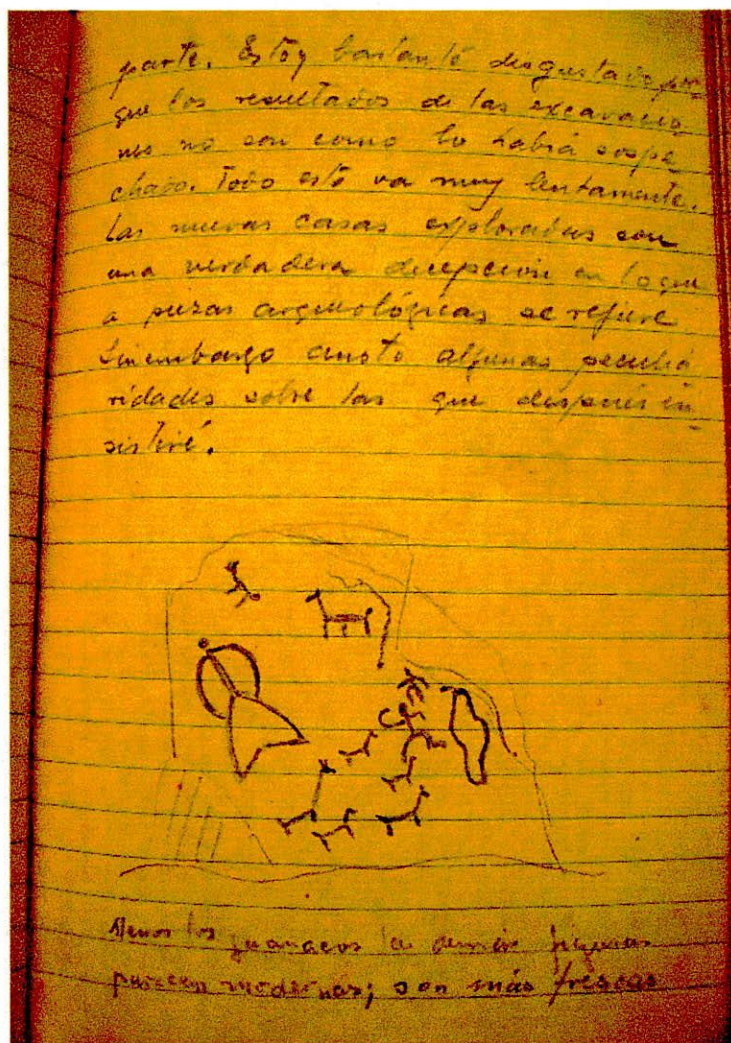 parte. Estoy bastante disgustado por-
que los resultados de las excavacio
nes no son como lo había sospe
chado. Todo esto va muy lentamente.
Las nuevas casas exploradas son
una verdadera decepción en lo que
a piezas arqueológicas se refiere
Sinembargo anoto algunas peculia
ridades sobre las que después in-
sistiré.
Menos los guanacos las demás figuras
parecen modernas; son más frescas